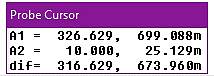 Probe Cursor
A1 = 326.629, 699.088m
A2 = 10.000, 25.129m
dif= 316.629, 673.960m